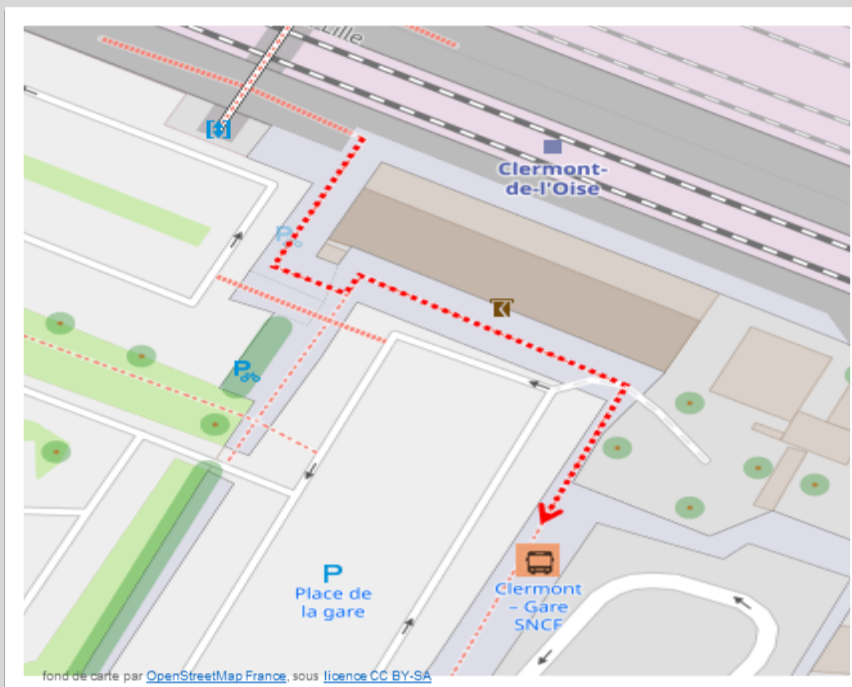 Clermont-
de-l'Oise
P
P
P
Place de
la gare
Clermont
– Gare
SNCF
fond de carte par OpenStreetMap France, sous licence CC BY-SA